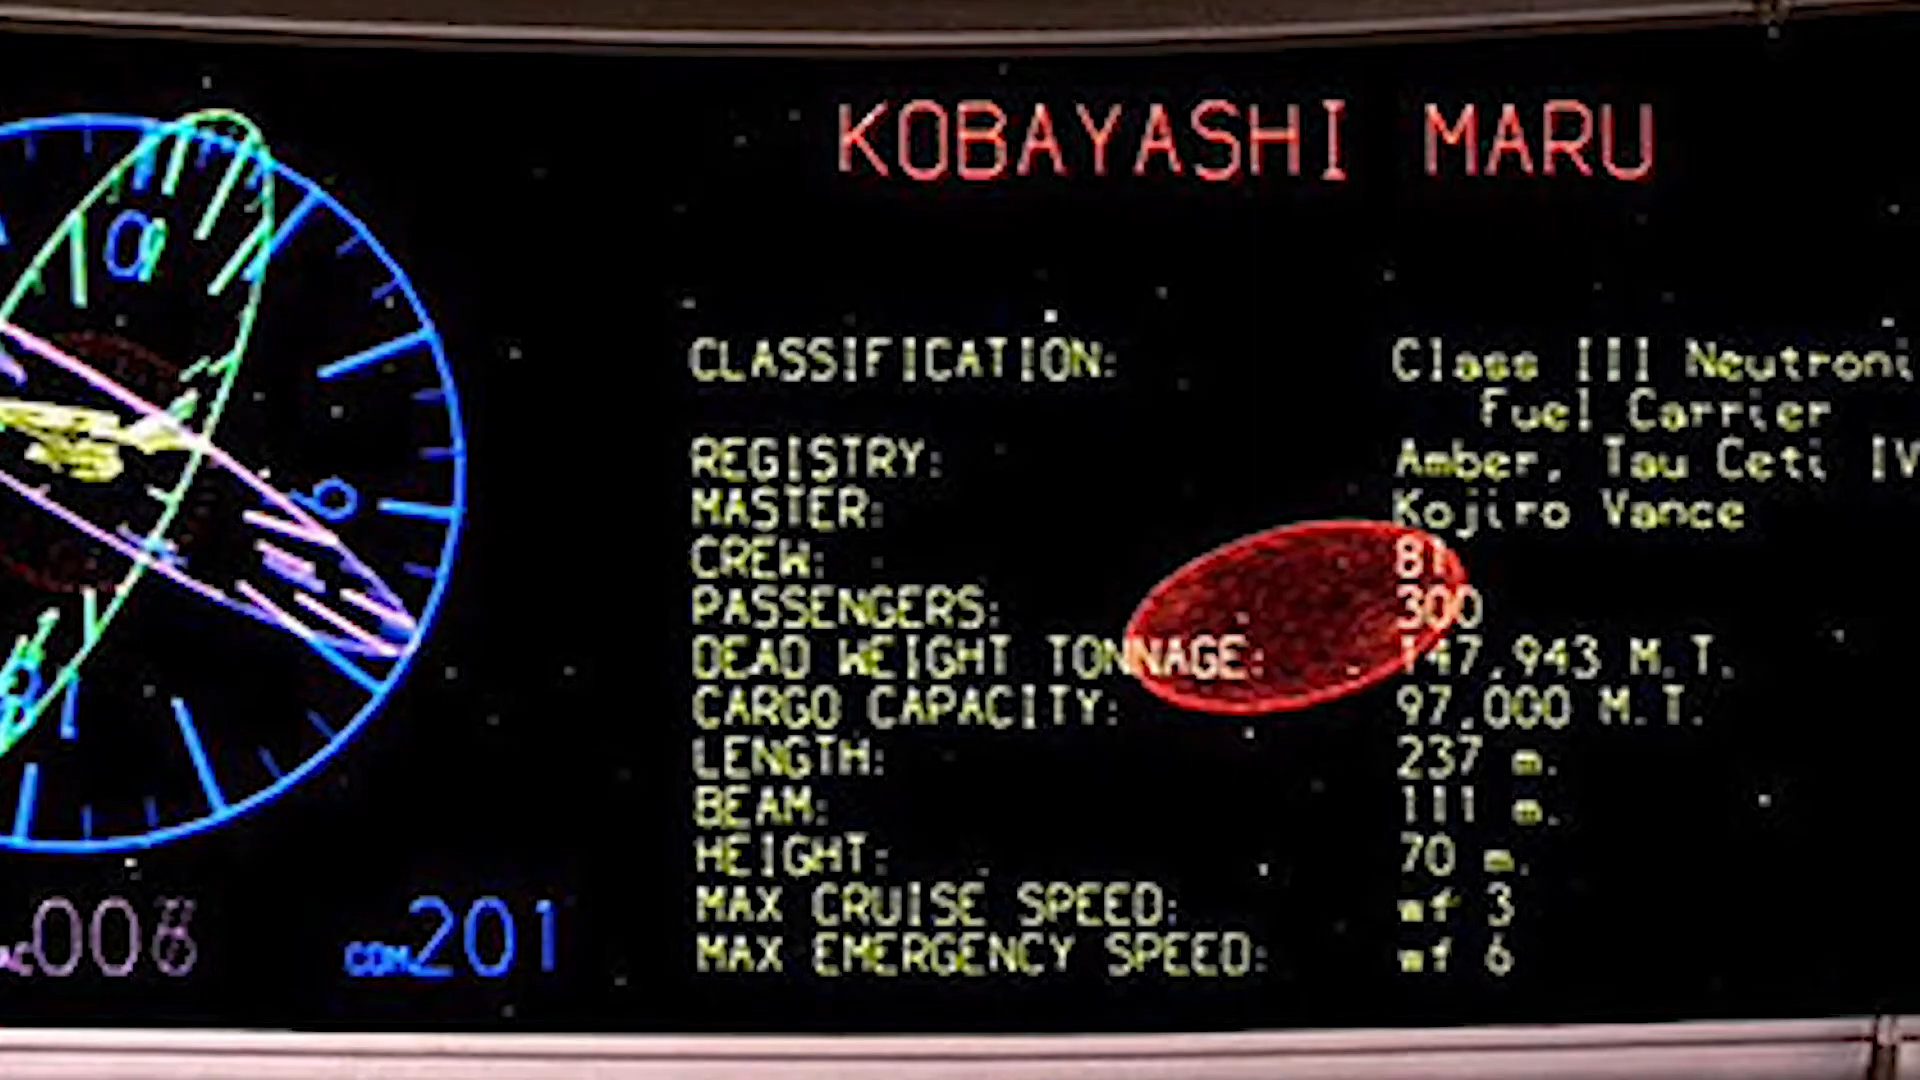 KOBAYASHI MARU
CLASSIFICATION: Class III Neutroni
Fuel Carrier
REGISTRY: Amber, Tau Ceti IV
MASTER: Kojiro Vance
CREW: 81
PASSENGERS: 300
DEAD WEIGHT TONNAGE: 147,943 M.T.
CARGO CAPACITY: 97,000 M.T.
LENGTH: 237 m.
BEAM: 111 m.
HEIGHT: 70 m.
MAX CRUISE SPEED: wf 3
MAX EMERGENCY SPEED: wf 6
COM 201